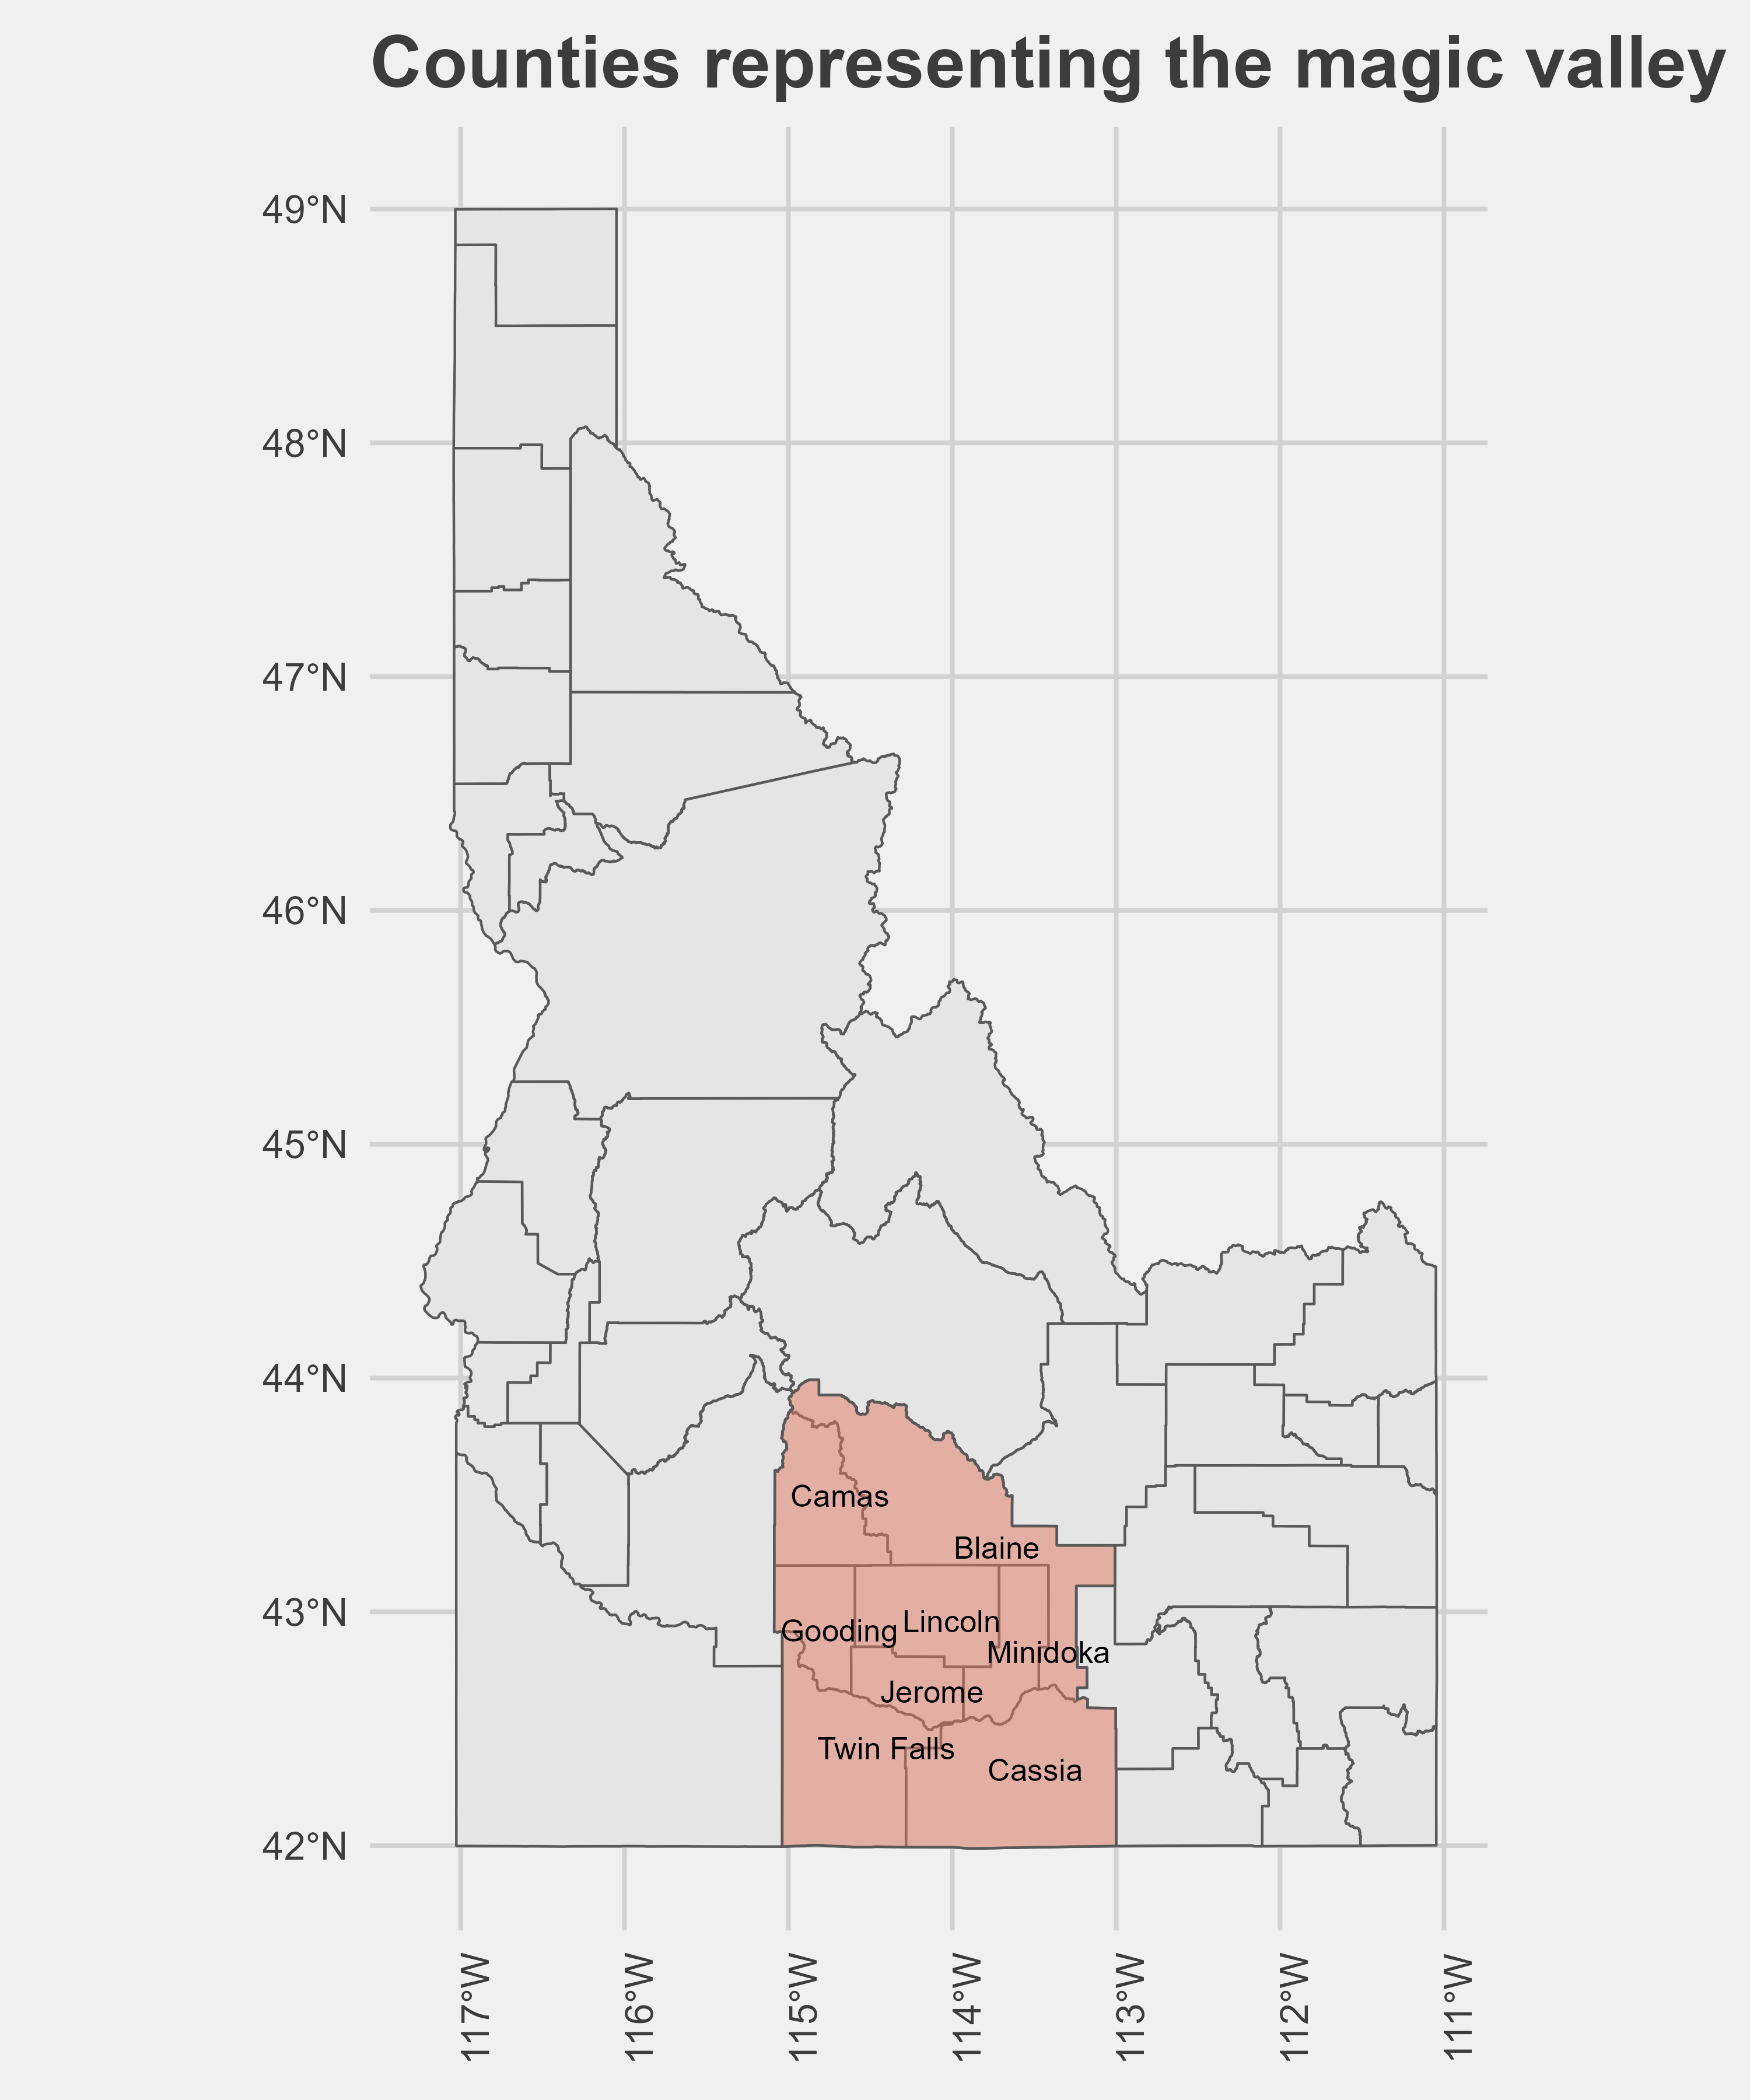 Counties representing the magic valley
49°N
48°N
47°N
46°N
45°N
44°N
43°N
42°N
Camas
Blaine
Gooding
Lincoln
Minidoka
Jerome
Twin Falls
Cassia
117°W
116°W
115°W
114°W
113°W
112°W
111°W